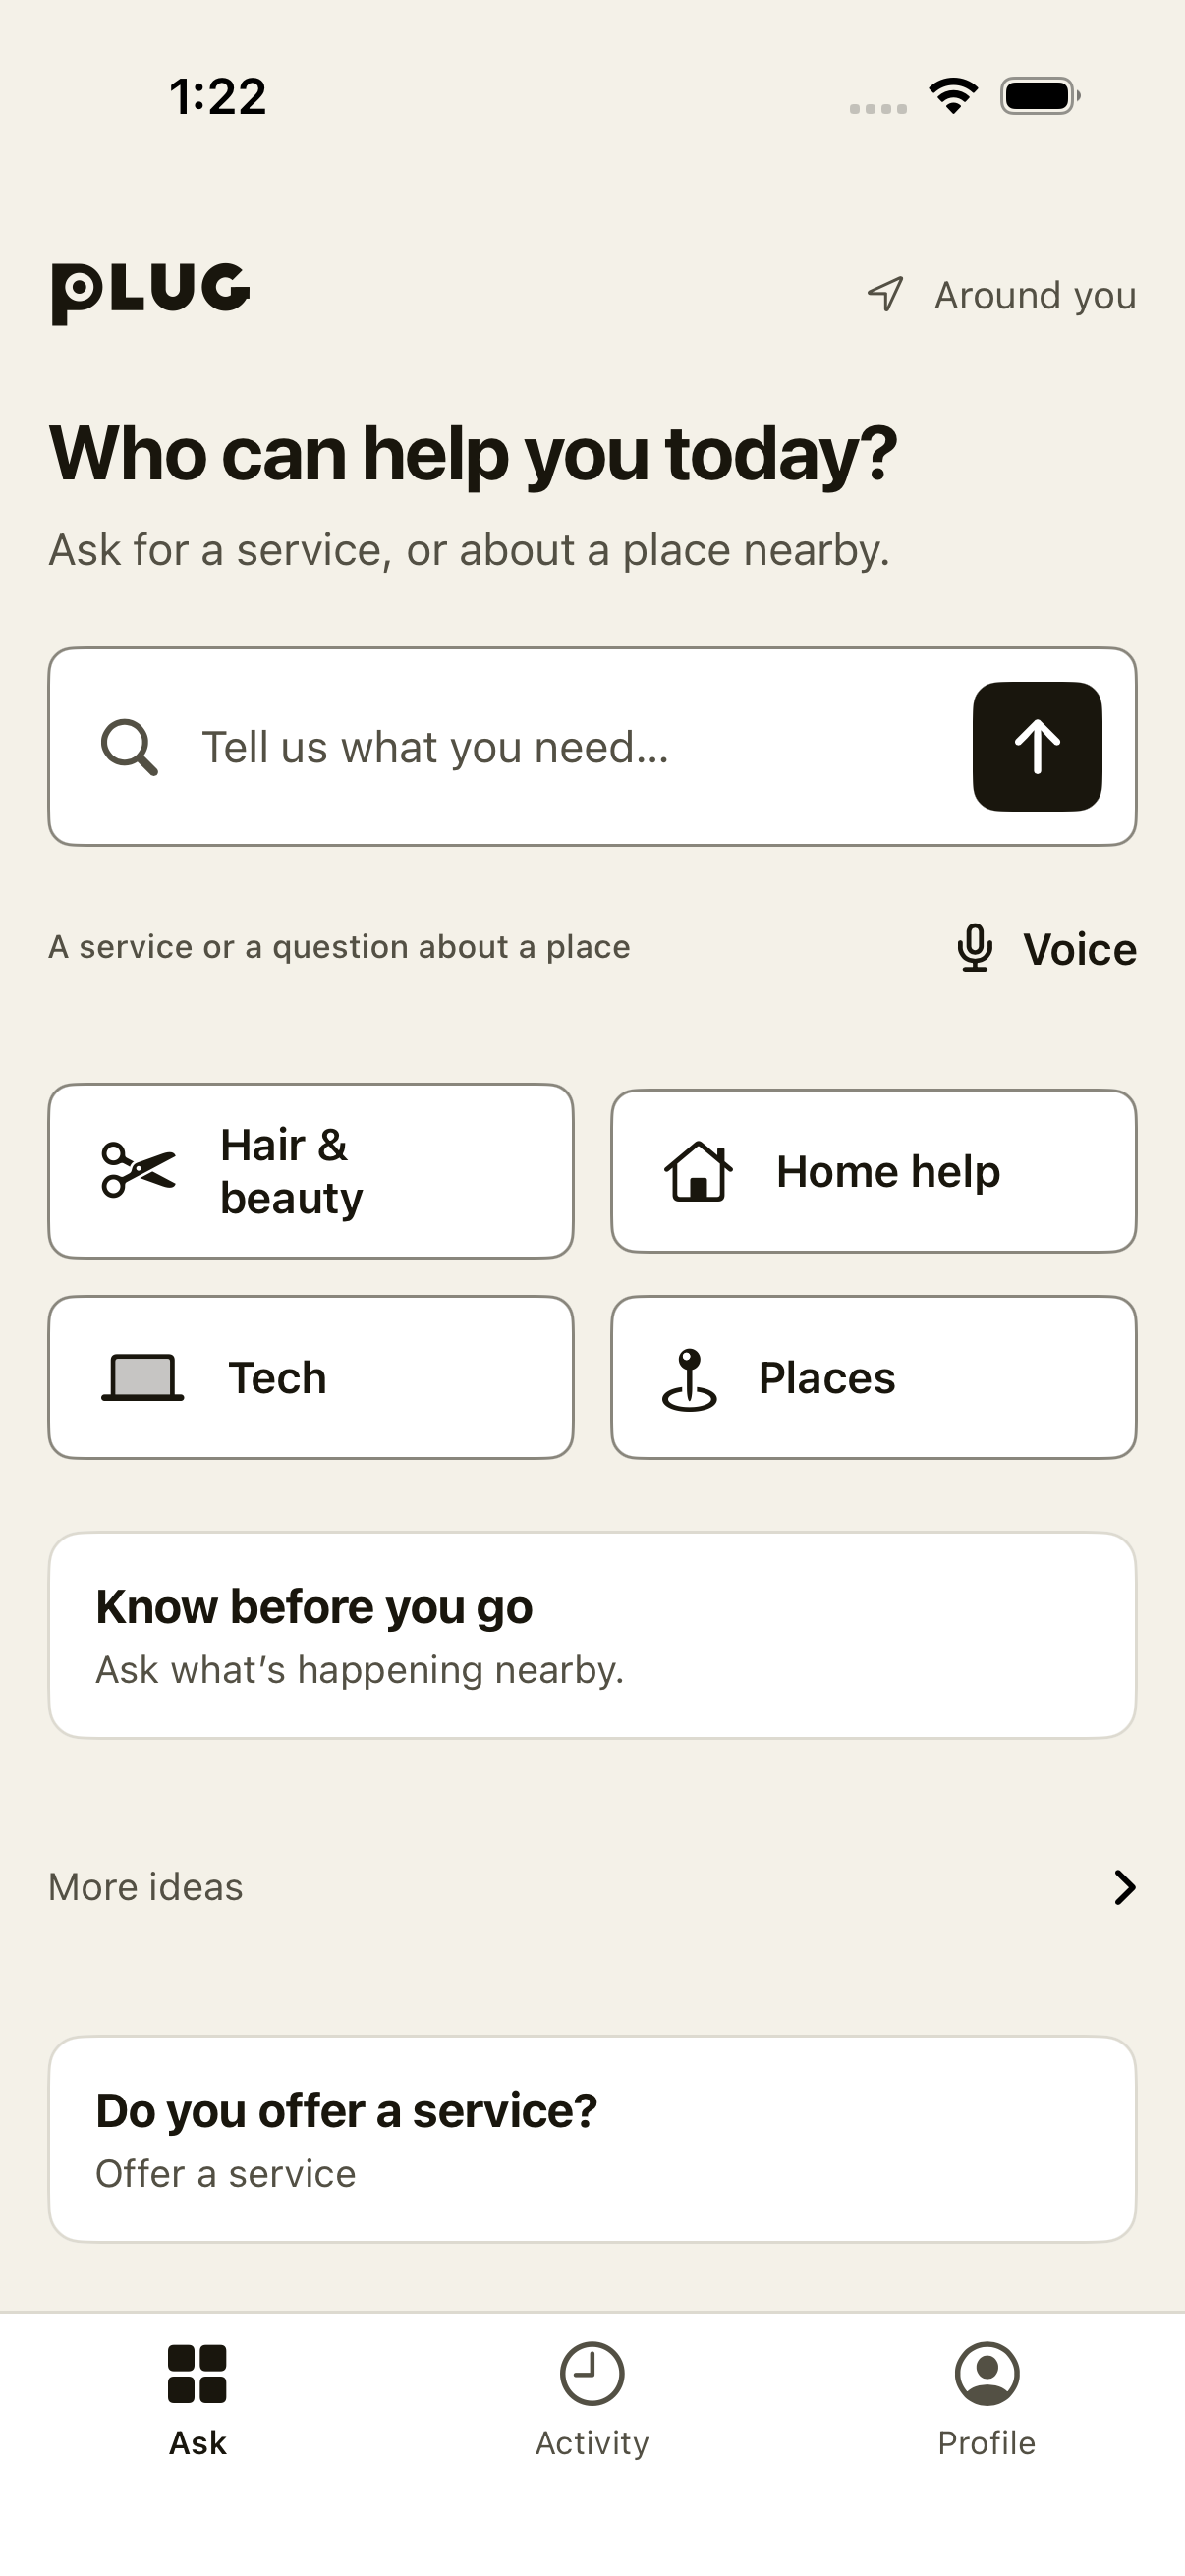 1:22
PLUG
Around you
Who can help you today?
Ask for a service, or about a place nearby.
Tell us what you need...
A service or a question about a place
Voice
Hair &
beauty
Home help
Tech
Places
Know before you go
Ask what’s happening nearby.
More ideas
Do you offer a service?
Offer a service
Ask
Activity
Profile